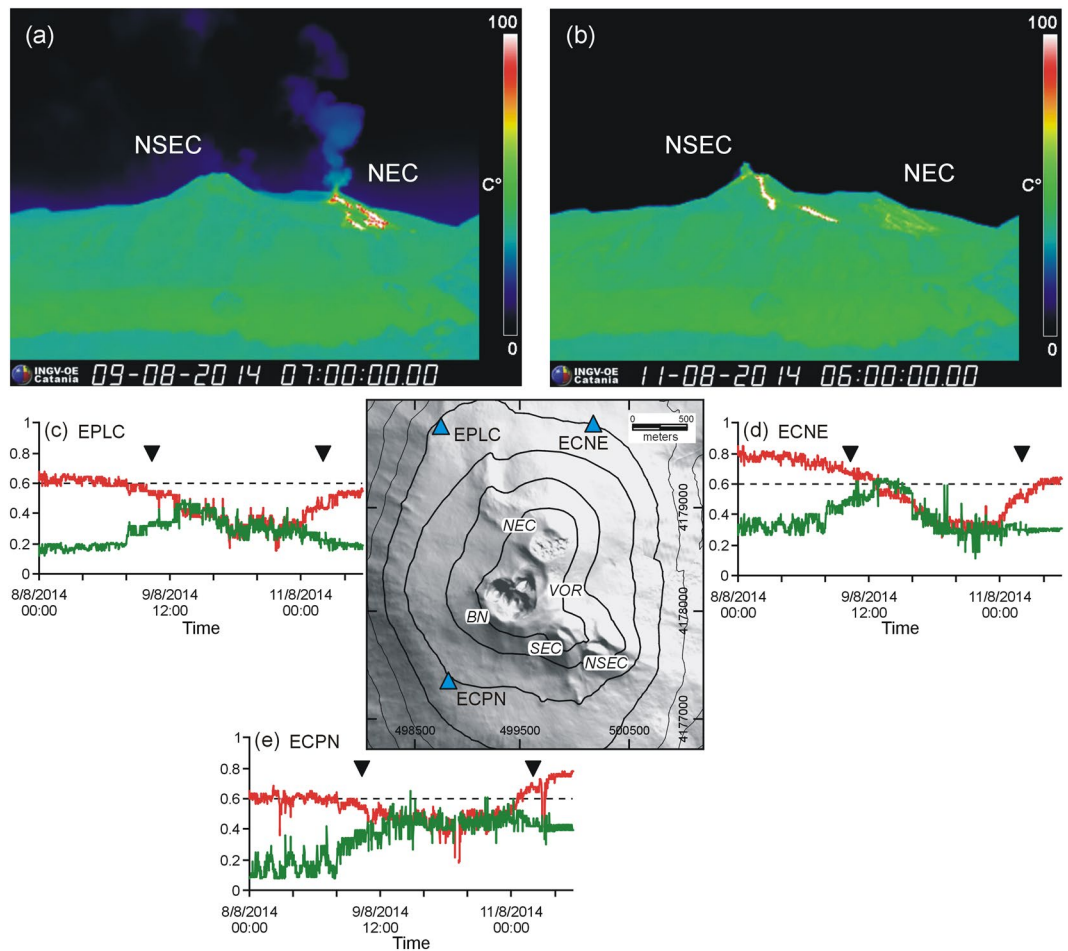 (a)
100
NSEC
NEC
C°
0
INGV-OE
Catania
09-08-2014 07:00:00.00
(b)
100
NSEC
NEC
C°
0
INGV-OE
Catania
11-08-2014 06:00:00.00
(c) EPLC
1
0.8
0.6
0.4
0.2
0
8/8/2014
00:00
9/8/2014
12:00
11/8/2014
00:00
Time
EPLC
ECNE
0 500
meters
NEC
VOR
BN
SEC
NSEC
ECPN
4179000
4178000
4177000
498500
499500
500500
(d) ECNE
1
0.8
0.6
0.4
0.2
0
8/8/2014
00:00
9/8/2014
12:00
11/8/2014
00:00
Time
(e) ECPN
1
0.8
0.6
0.4
0.2
0
8/8/2014
00:00
9/8/2014
12:00
11/8/2014
00:00
Time